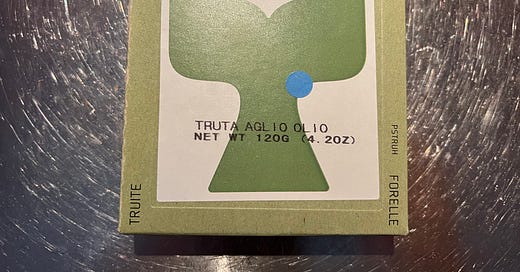 TRUTA AGLIO OLIO
NET WT 120G (4.2OZ)
TRUITE
PSTRUH
FORELLE